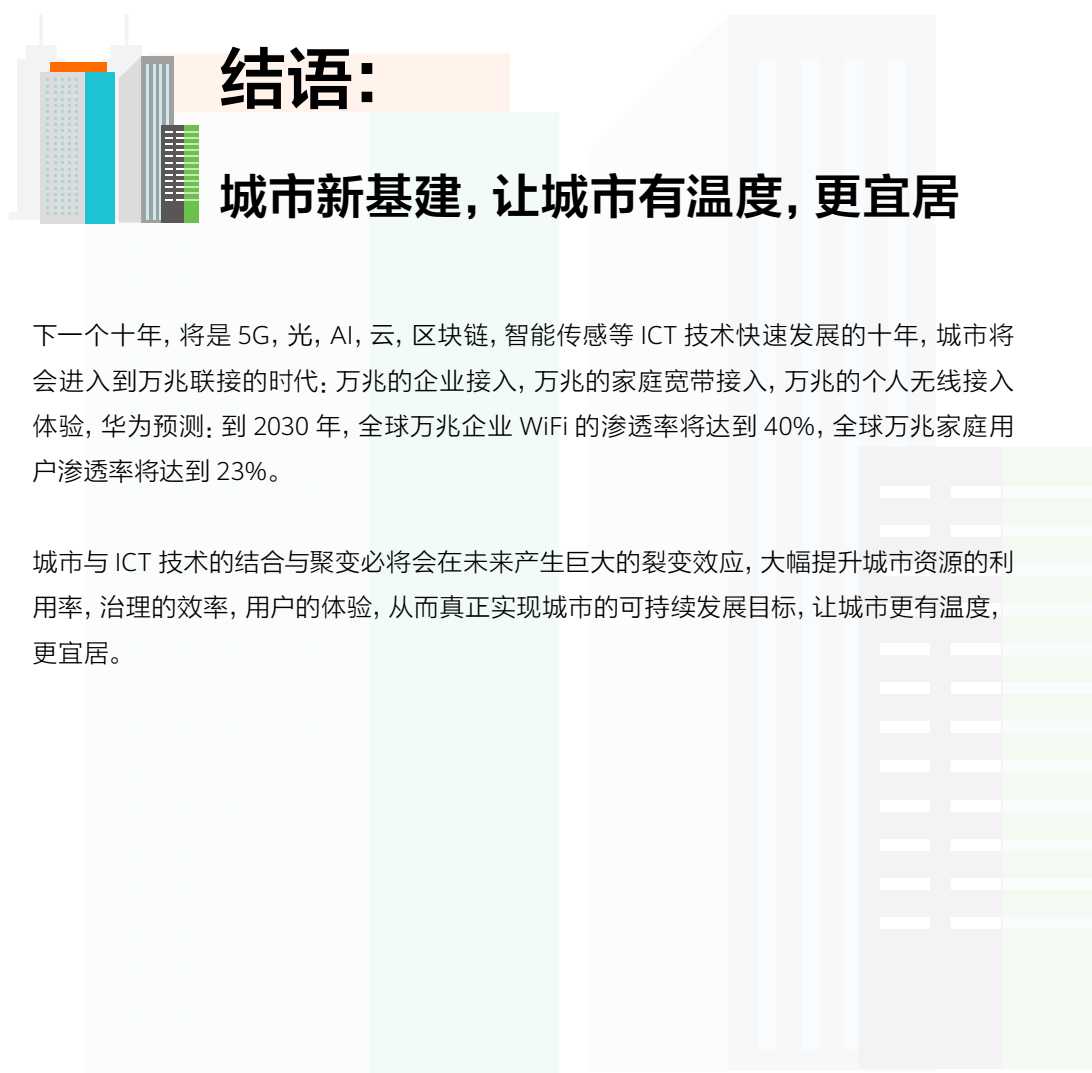 结语：
城市新基建，让城市有温度，更宜居
下一个十年，将是 5G，光，AI，云，区块链，智能传感等 ICT 技术快速发展的十年，城市将
会进入到万兆联接的时代：万兆的企业接入，万兆的家庭宽带接入，万兆的个人无线接入
体验，华为预测：到 2030 年，全球万兆企业 WiFi 的渗透率将达到 40%，全球万兆家庭用
户渗透率将达到 23%。
城市与 ICT 技术的结合与聚变必将会在未来产生巨大的裂变效应，大幅提升城市资源的利
用率，治理的效率，用户的体验，从而真正实现城市的可持续发展目标，让城市更有温度，
更宜居。